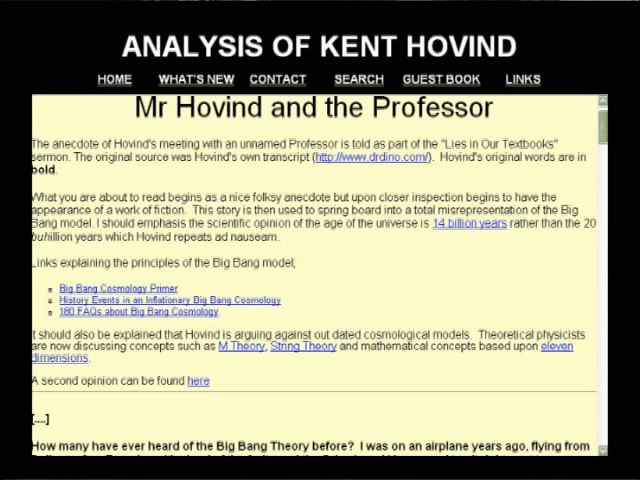 ANALYSIS OF KENT HOVIND
HOME WHAT'S NEW CONTACT SEARCH GUEST BOOK LINKS
Mr Hovind and the Professor
The anecdote of Hovind's meeting with an unnamed Professor is told as part of the "Lies in Our Textbooks"
sermon. The original source was Hovind's own transcript (http://www.drdino.com/). Hovind's original words are in
bold.
What you are about to read begins as a nice folksy anecdote but upon closer inspection begins to have the
appearance of a work of fiction. This story is then used to spring board into a total misrepresentation of the Big
Bang model. I should emphasis the scientific opinion of the age of the universe is 14 billion years rather than the 20
buhillion years which Hovind repeats ad nauseam.
Links explaining the principles of the Big Bang model;
Big Bang Cosmology Primer
History Events in an Inflationary Big Bang Cosmology
180 FAQs about Big Bang Cosmology
It should also be explained that Hovind is arguing against out dated cosmological models. Theoretical physicists
are now discussing concepts such as M Theory, String Theory and mathematical concepts based upon eleven
dimensions.
A second opinion can be found here
[....]
How many have ever heard of the Big Bang Theory before? I was on an airplane years ago, flying from